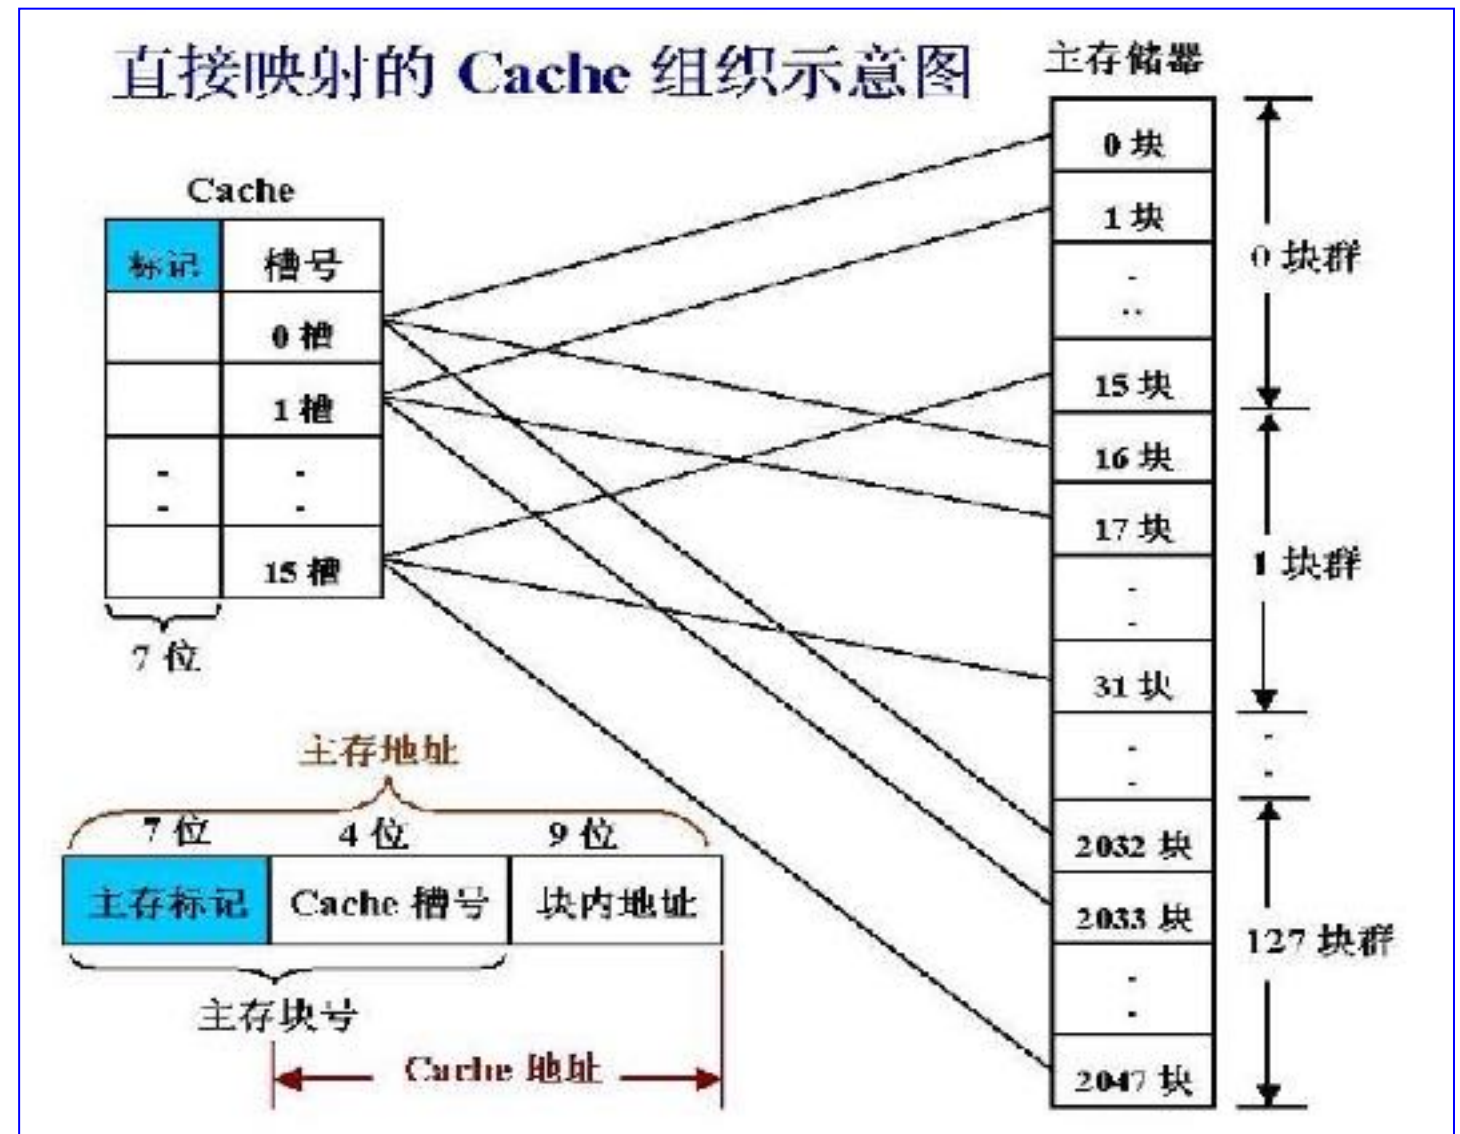 直接映射的 Cache 组织示意图
主存储器
Cache
标记 槽号
0 槽
1 槽
15 槽
7 位
0 块
1 块
15 块
16 块
17 块
31 块
2032 块
2033 块
2047 块
0 块群
1 块群
127 块群
主存地址
7 位 4 位 9 位
主存标记 Cache 槽号 块内地址
主存块号
Cache 地址